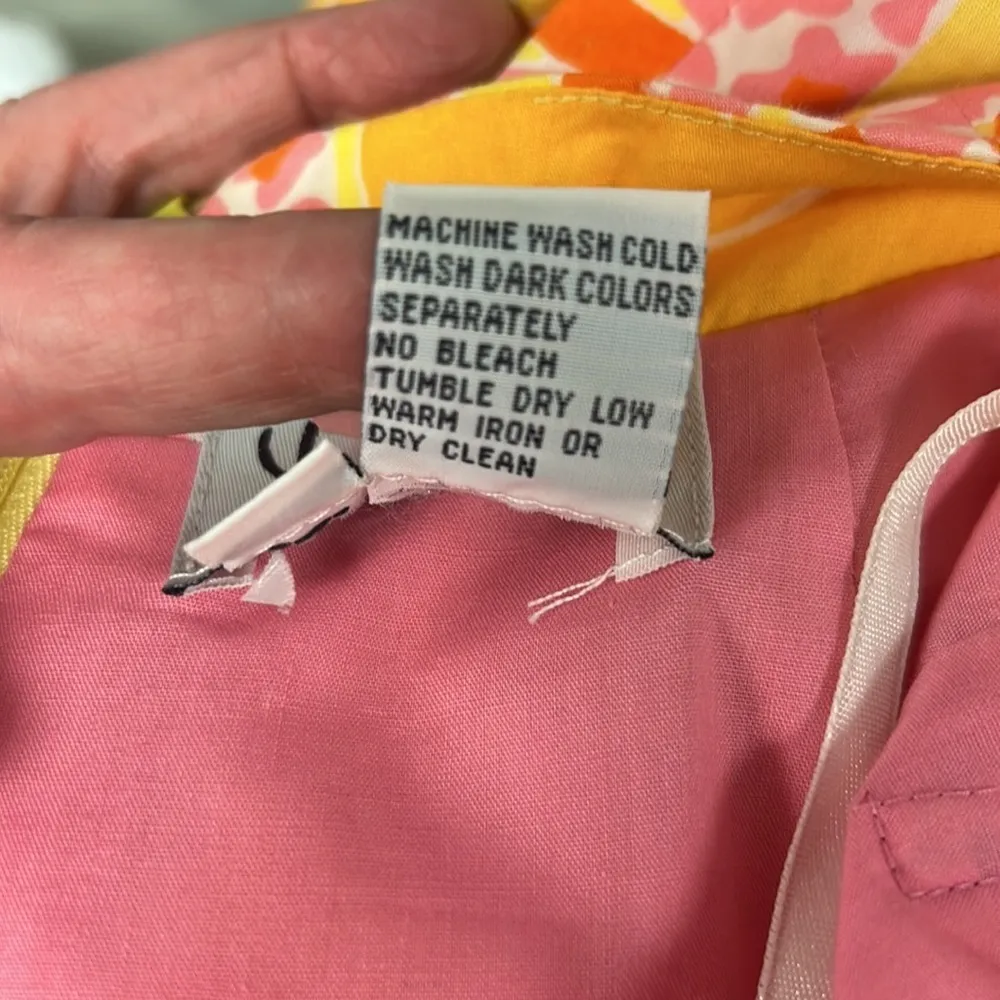 MACHINE WASH COLD
WASH DARK COLORS
SEPARATELY
NO BLEACH
TUMBLE DRY LOW
WARM IRON OR
DRY CLEAN